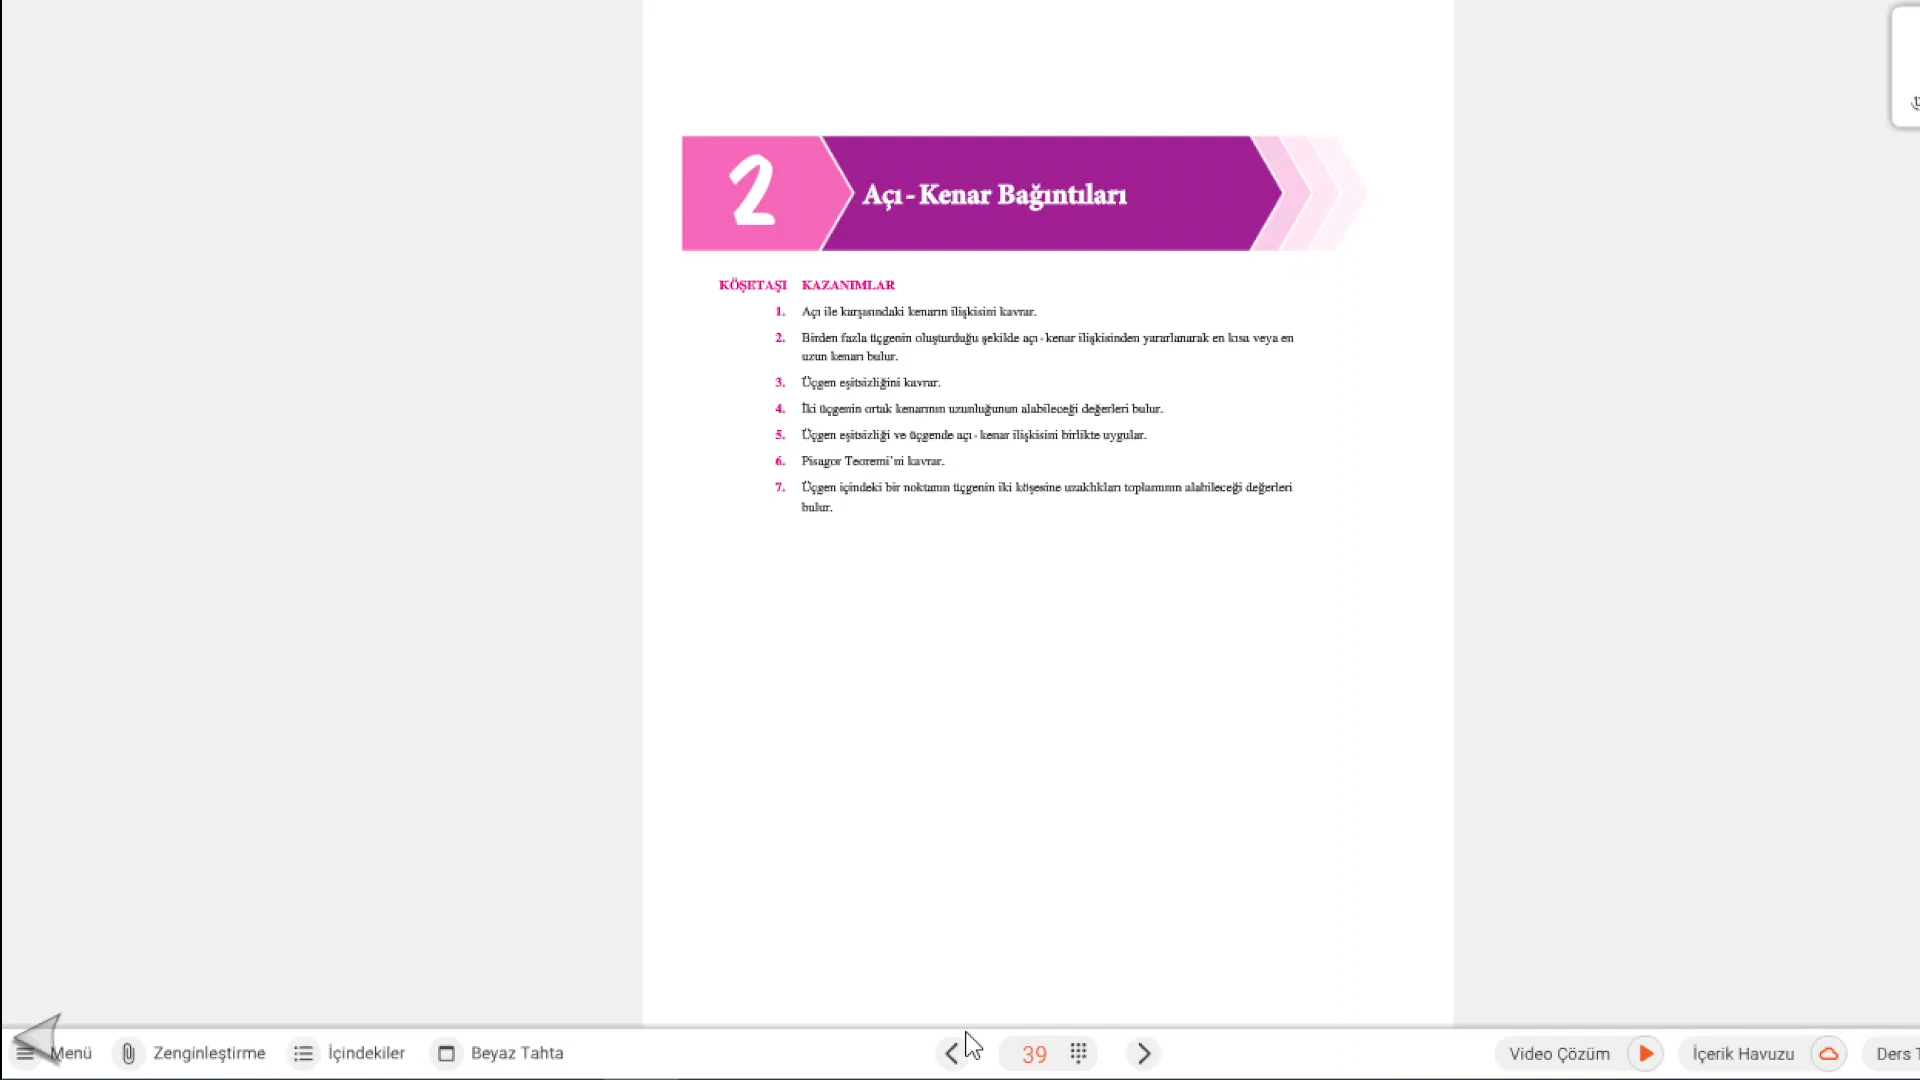 2
Açı - Kenar Bağıntıları
KÖŞETAŞI KAZANIMLAR
1. Açı ile karşısındaki kenarın ilişkisini kavrar.
2. Birden fazla üçgenin oluşturduğu şekilde açı - kenar ilişkisinden yararlanarak en kısa veya en
uzun kenarı bulur.
3. Üçgen eşitsizliğini kavrar.
4. İki üçgenin ortak kenarının uzunluğunun alabileceği değerleri bulur.
5. Üçgen eşitsizliği ve üçgende açı - kenar ilişkisini birlikte uygular.
6. Pisagor Teoremi'ni kavrar.
7. Üçgen içindeki bir noktanın üçgenin iki köşesine uzaklıkları toplamının alabileceği değerleri
bulur.
Menü Zenginleştirme İçindekiler Beyaz Tahta 39 Video Çözüm İçerik Havuzu Ders